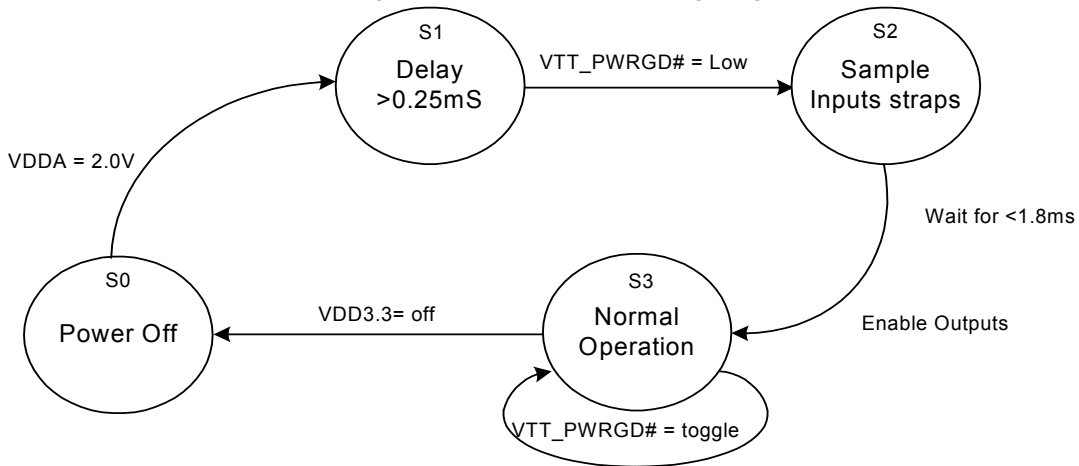 S1
Delay
>0.25mS
VTT_PWRGD# = Low
S2
Sample
Inputs straps
VDDA = 2.0V
Wait for <1.8ms
S0
Power Off
VDD3.3= off
S3
Normal
Operation
Enable Outputs
VTT_PWRGD# = toggle